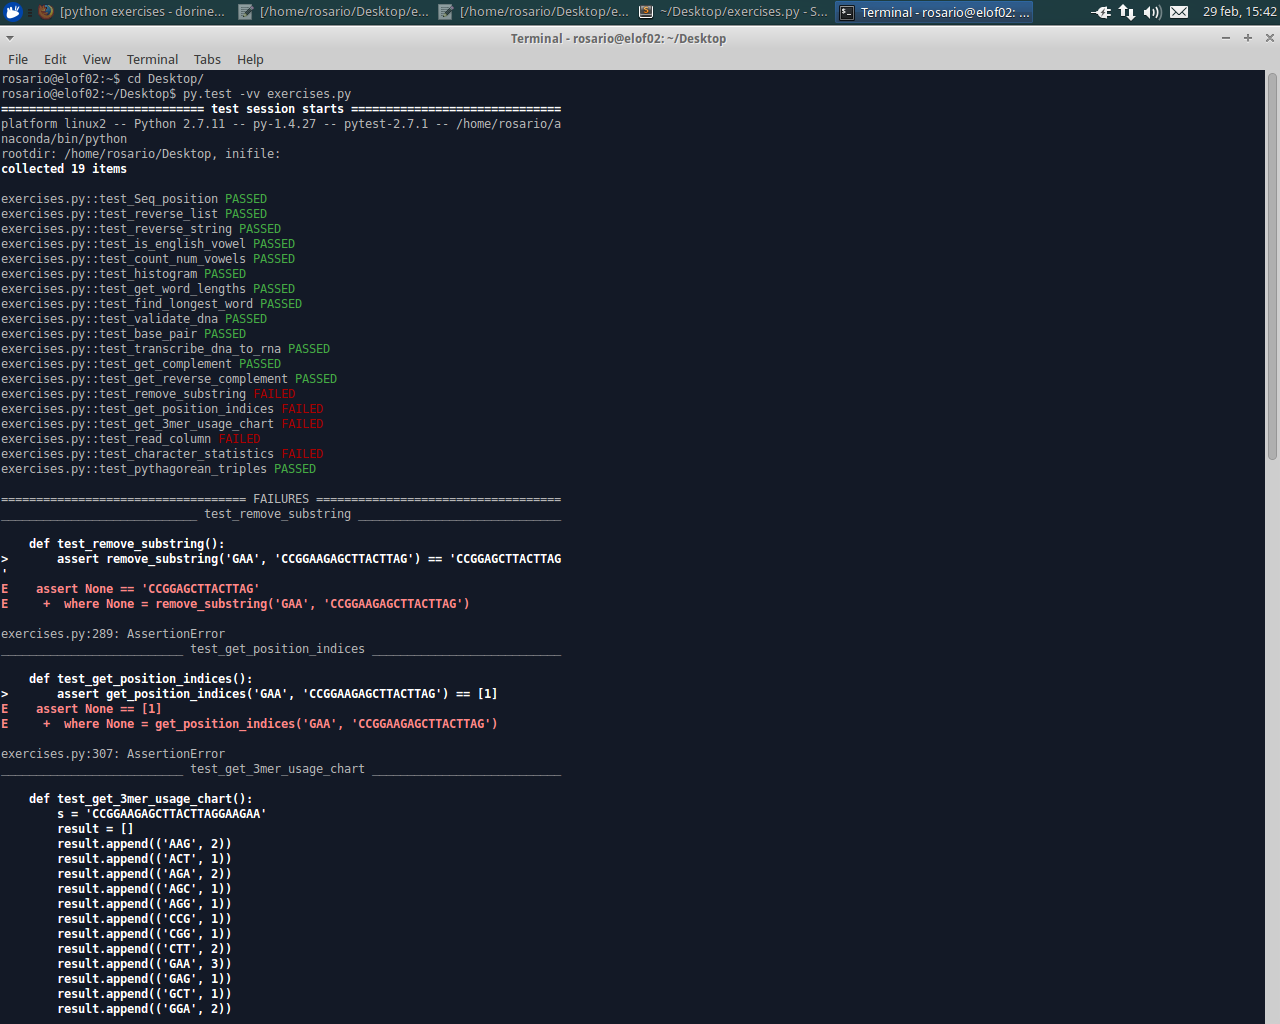 [python exercises - dorine... [/home/rosario/Desktop/e... [/home/rosario/Desktop/e... ~/Desktop/exercises.py - S... Terminal - rosario@elof02: ... 29 feb, 15:42
Terminal - rosario@elof02: ~/Desktop
File Edit View Terminal Tabs Help
rosario@elof02:~$ cd Desktop/
rosario@elof02:~/Desktop$ py.test -vv exercises.py
============================= test session starts ==============================
platform linux2 -- Python 2.7.11 -- py-1.4.27 -- pytest-2.7.1 -- /home/rosario/a
naconda/bin/python
rootdir: /home/rosario/Desktop, inifile:
collected 19 items
exercises.py::test_Seq_position PASSED
exercises.py::test_reverse_list PASSED
exercises.py::test_reverse_string PASSED
exercises.py::test_is_english_vowel PASSED
exercises.py::test_count_num_vowels PASSED
exercises.py::test_histogram PASSED
exercises.py::test_get_word_lengths PASSED
exercises.py::test_find_longest_word PASSED
exercises.py::test_validate_dna PASSED
exercises.py::test_base_pair PASSED
exercises.py::test_transcribe_dna_to_rna PASSED
exercises.py::test_get_complement PASSED
exercises.py::test_get_reverse_complement PASSED
exercises.py::test_remove_substring FAILED
exercises.py::test_get_position_indices FAILED
exercises.py::test_get_3mer_usage_chart FAILED
exercises.py::test_read_column FAILED
exercises.py::test_character_statistics FAILED
exercises.py::test_pythagorean_triples PASSED
=================================== FAILURES ===================================
____________________________ test_remove_substring _____________________________
    def test_remove_substring():
>       assert remove_substring('GAA', 'CCGGAAGAGCTTACTTAG') == 'CCGGAGCTTACTTAG
'
E    assert None == 'CCGGAGCTTACTTAG'
E     +  where None = remove_substring('GAA', 'CCGGAAGAGCTTACTTAG')
exercises.py:289: AssertionError
__________________________ test_get_position_indices ___________________________
    def test_get_position_indices():
>       assert get_position_indices('GAA', 'CCGGAAGAGCTTACTTAG') == [1]
E    assert None == [1]
E     +  where None = get_position_indices('GAA', 'CCGGAAGAGCTTACTTAG')
exercises.py:307: AssertionError
__________________________ test_get_3mer_usage_chart ___________________________
    def test_get_3mer_usage_chart():
        s = 'CCGGAAGAGCTTACTTAGGAAGAA'
        result = []
        result.append(('AAG', 2))
        result.append(('ACT', 1))
        result.append(('AGA', 2))
        result.append(('AGC', 1))
        result.append(('AGG', 1))
        result.append(('CCG', 1))
        result.append(('CGG', 1))
        result.append(('CTT', 2))
        result.append(('GAA', 3))
        result.append(('GAG', 1))
        result.append(('GCT', 1))
        result.append(('GGA', 2))